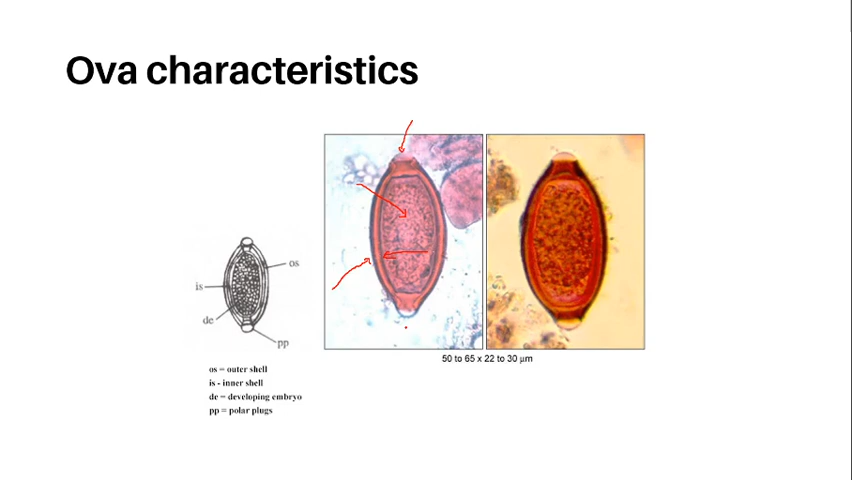 Ova characteristics
os
is
de
pp
50 to 65 x 22 to 30 µm
os = outer shell
is - inner shell
de = developing embryo
pp = polar plugs